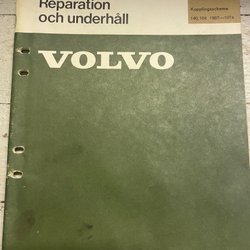 Reparation
och underhåll
Kopplingsschema
140, 164 1967—1974
VOLVO